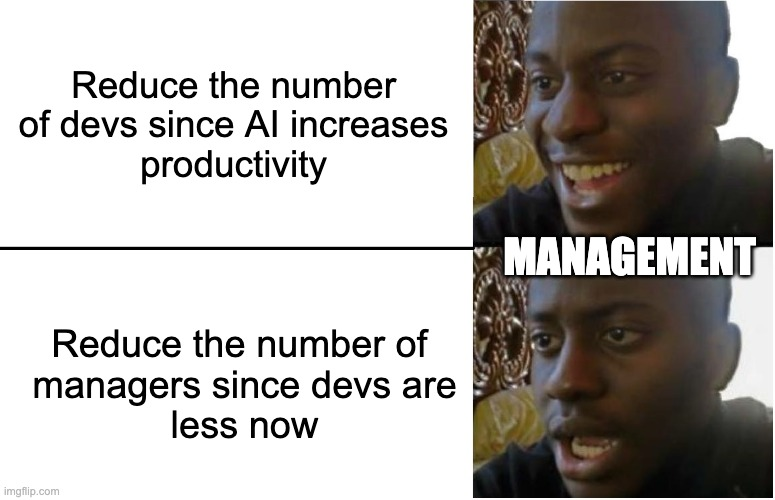 Reduce the number
of devs since AI increases
productivity
MANAGEMENT
Reduce the number of
managers since devs are
less now
imgflip.com